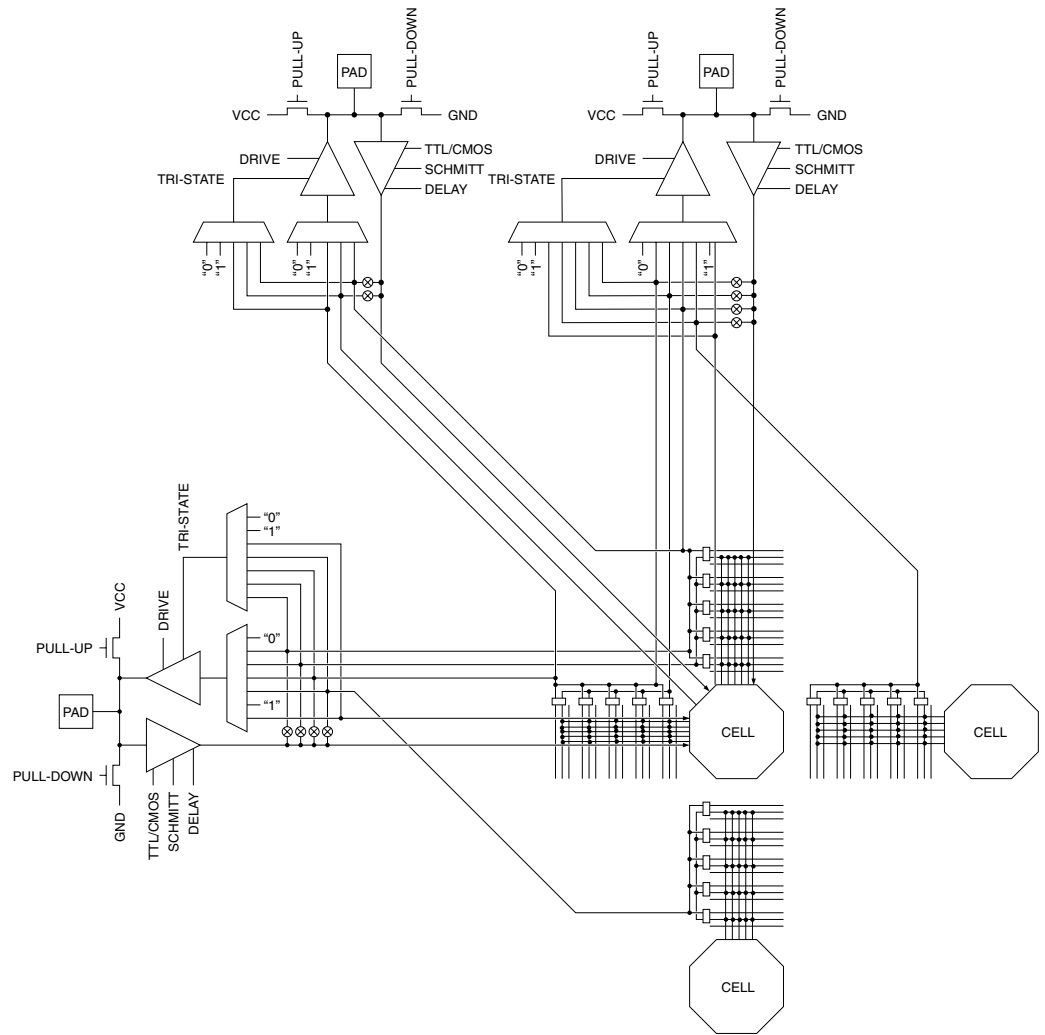 PULL-UP
PULL-DOWN
PAD
VCC
GND
DRIVE
TRI-STATE
TTL/CMOS
SCHMITT
DELAY
“0”
“1”
“0”
“1”
PULL-UP
PULL-DOWN
PAD
VCC
GND
DRIVE
TRI-STATE
TTL/CMOS
SCHMITT
DELAY
“0”
“1”
“0”
“1”
TRI-STATE
“0”
“1”
VCC
DRIVE
PULL-UP
“0”
PAD
“1”
PULL-DOWN
GND
TTL/CMOS
SCHMITT
DELAY
CELL
CELL
CELL